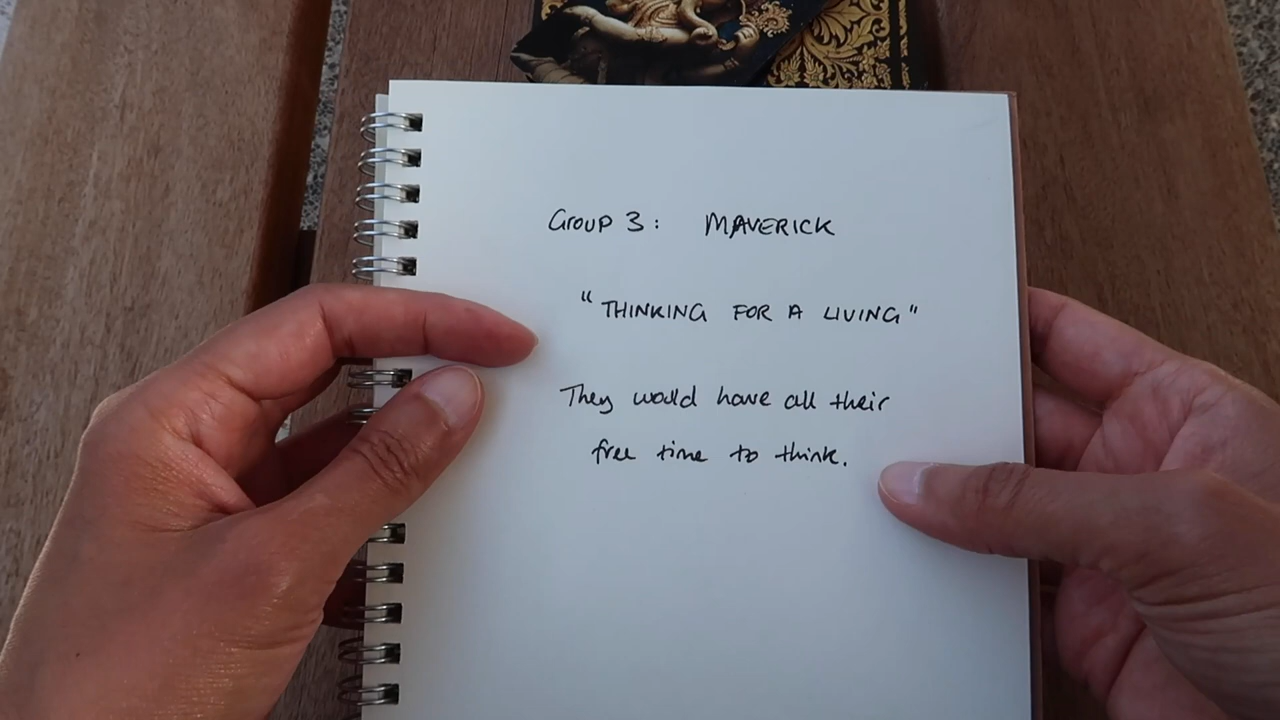 Group 3: MAVERICK
"THINKING FOR A LIVING"
They would have all their
free time to think.